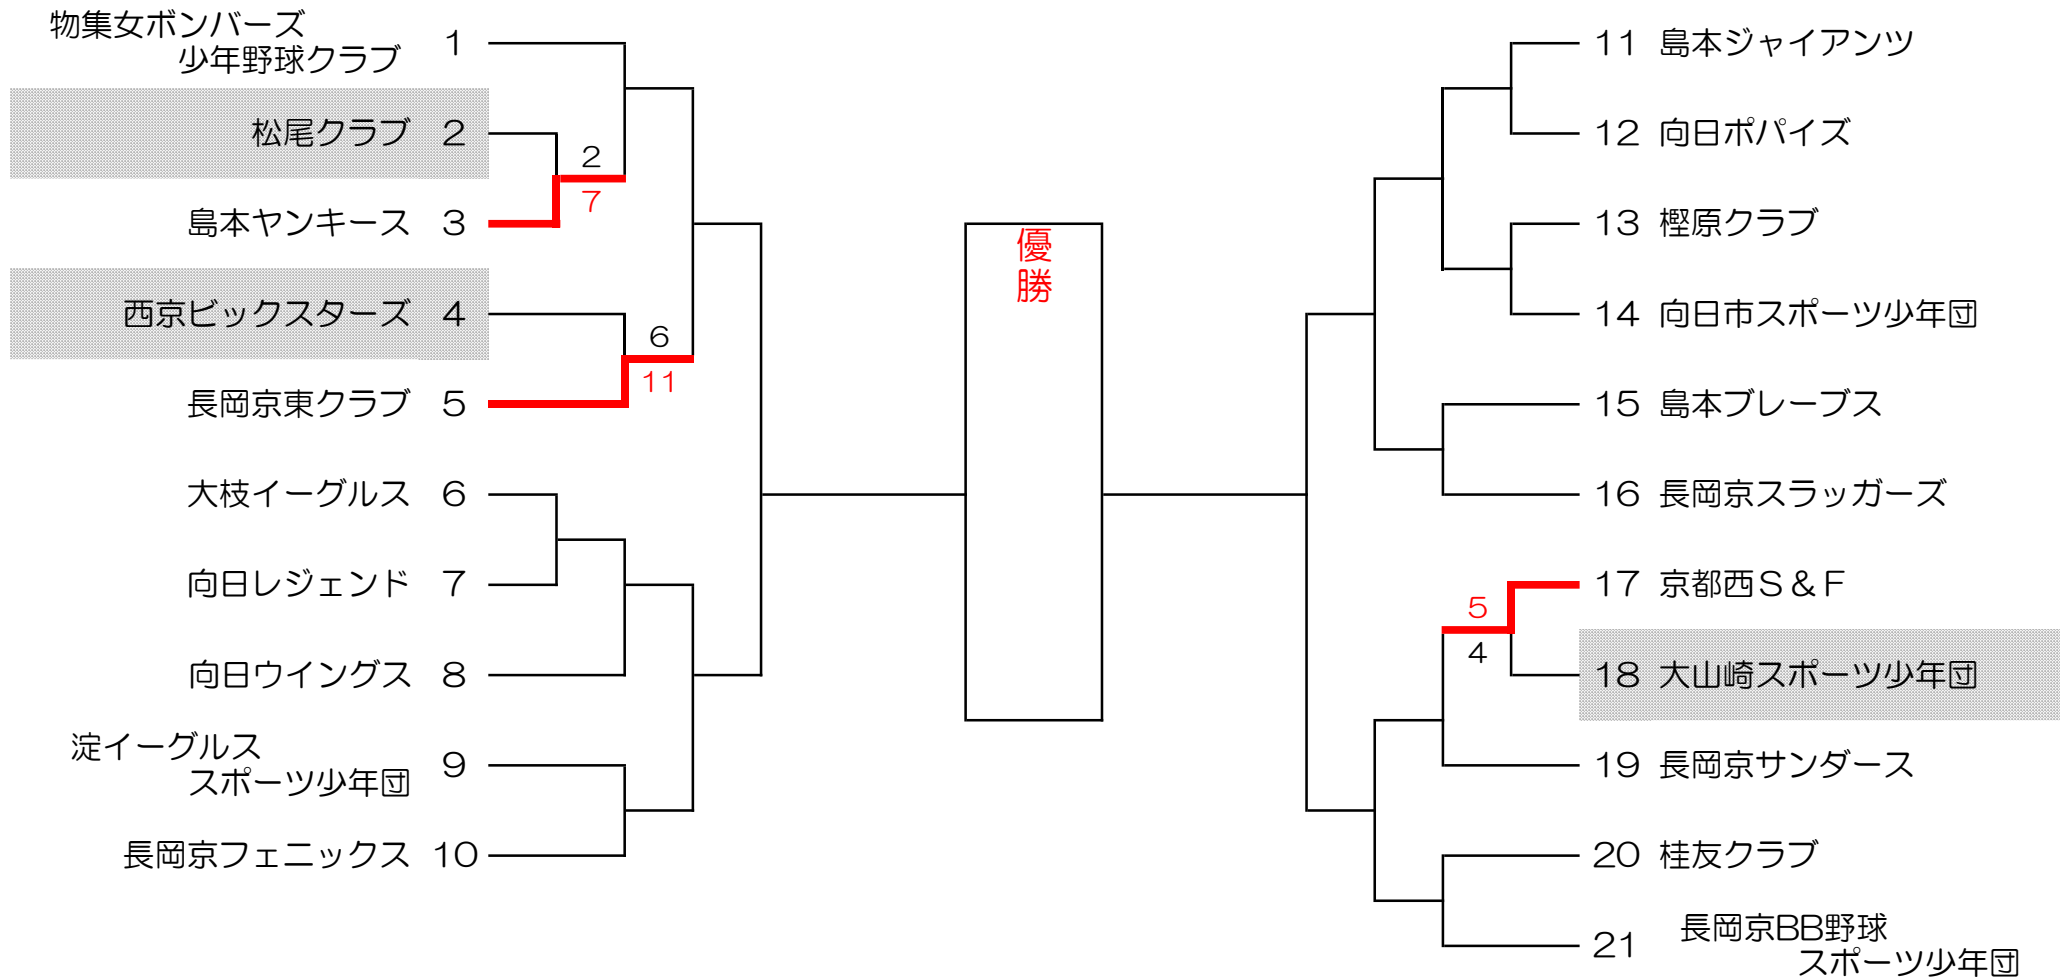 物集女ボンバーズ
少年野球クラブ 1
松尾クラブ 2
島本ヤンキース 3
西京ビックスターズ 4
長岡京東クラブ 5
大枝イーグルス 6
向日レジェンド 7
向日ウイングス 8
淀イーグルス
スポーツ少年団 9
長岡京フェニックス 10
2
7
6
11
優
勝
5
4
11 島本ジャイアンツ
12 向日ポパイズ
13 樫原クラブ
14 向日市スポーツ少年団
15 島本ブレーブス
16 長岡京スラッガーズ
17 京都西S&F
18 大山崎スポーツ少年団
19 長岡京サンダース
20 桂友クラブ
21 長岡京BB野球
スポーツ少年団